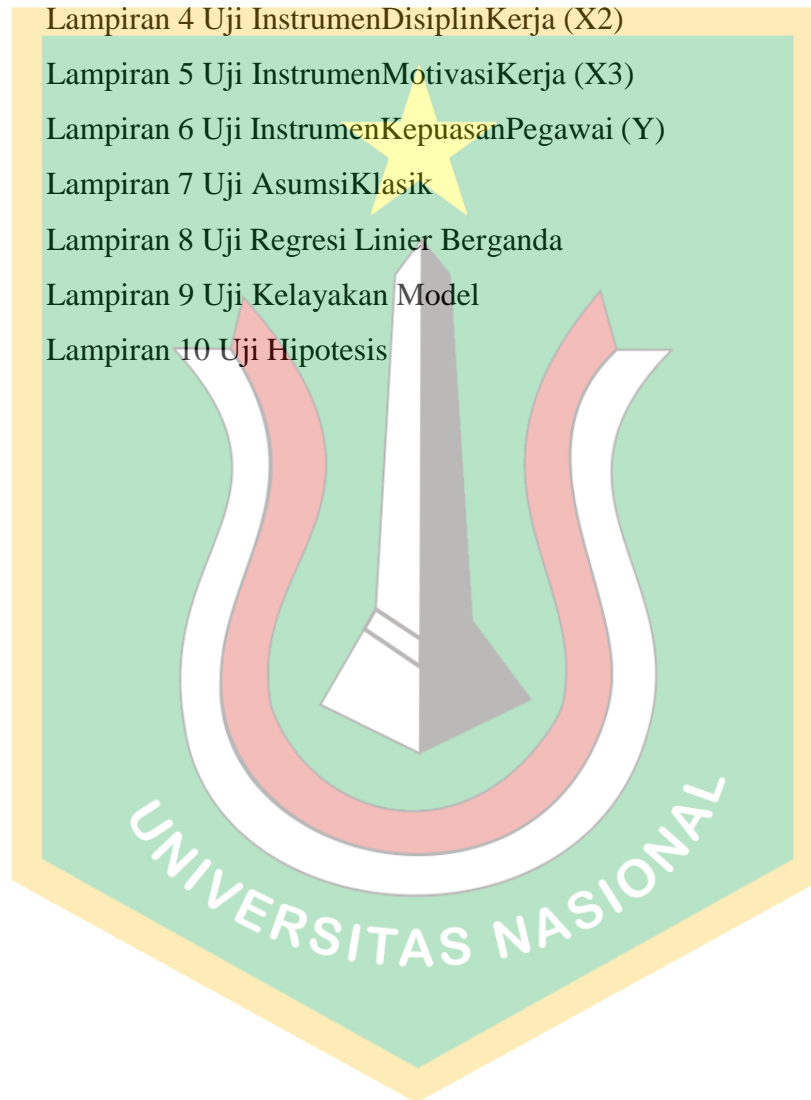 Lampiran 4 Uji InstrumenDisiplinKerja (X2)
Lampiran 5 Uji InstrumenMotivasiKerja (X3)
Lampiran 6 Uji InstrumenKepuasanPegawai (Y)
Lampiran 7 Uji AsumsiKlasik
Lampiran 8 Uji Regresi Linier Berganda
Lampiran 9 Uji Kelayakan Model
Lampiran 10 Uji Hipotesis
UNIVERSITAS NASIONAL